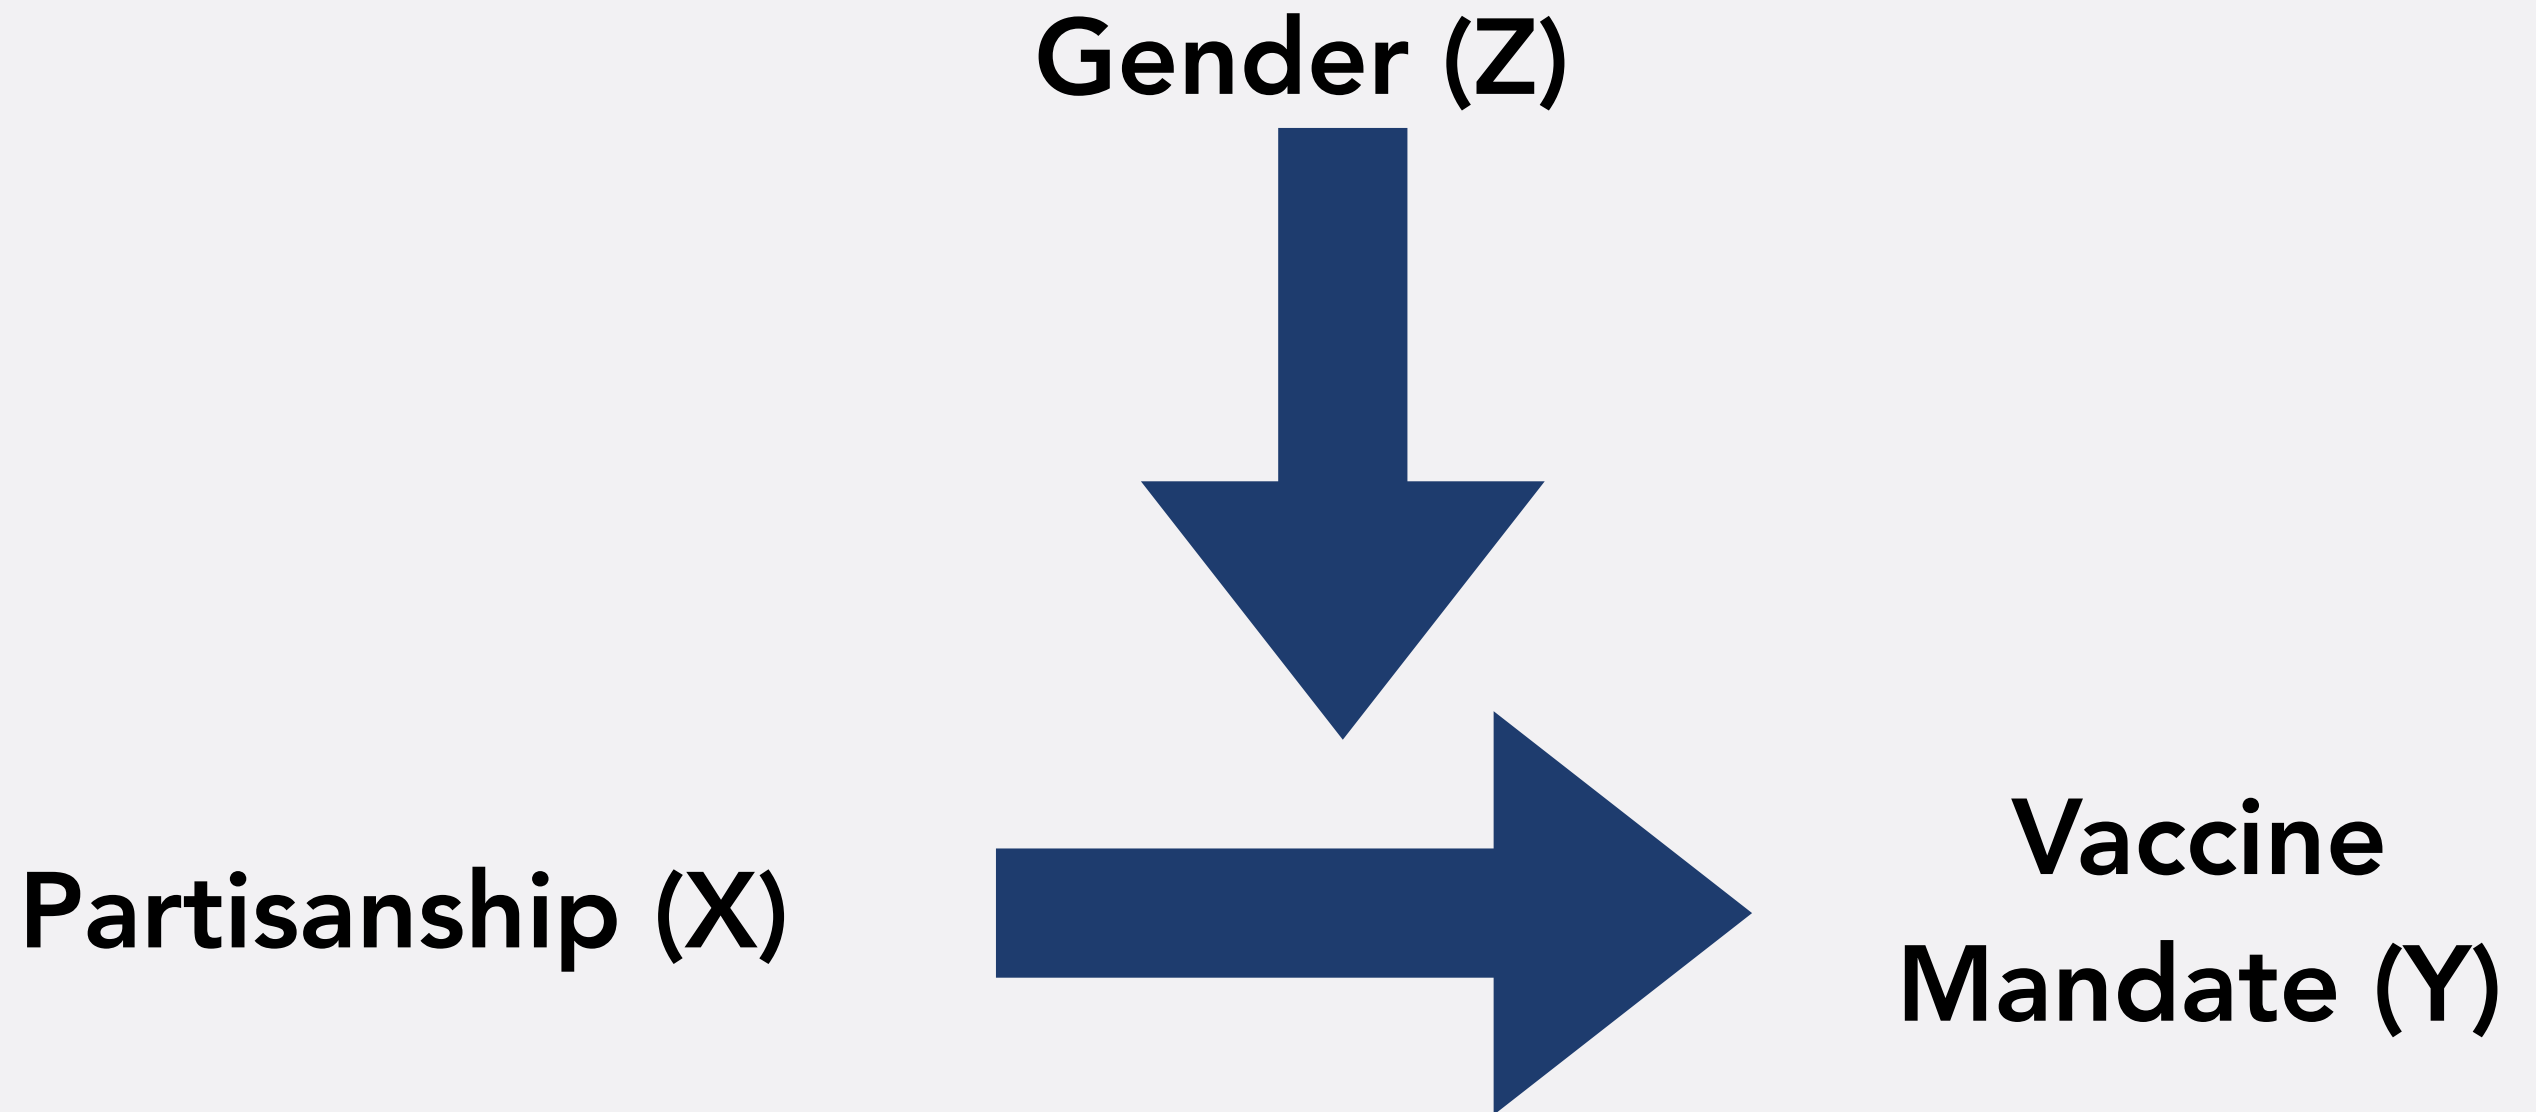 Gender (Z)
Partisanship (X)
Vaccine
Mandate (Y)